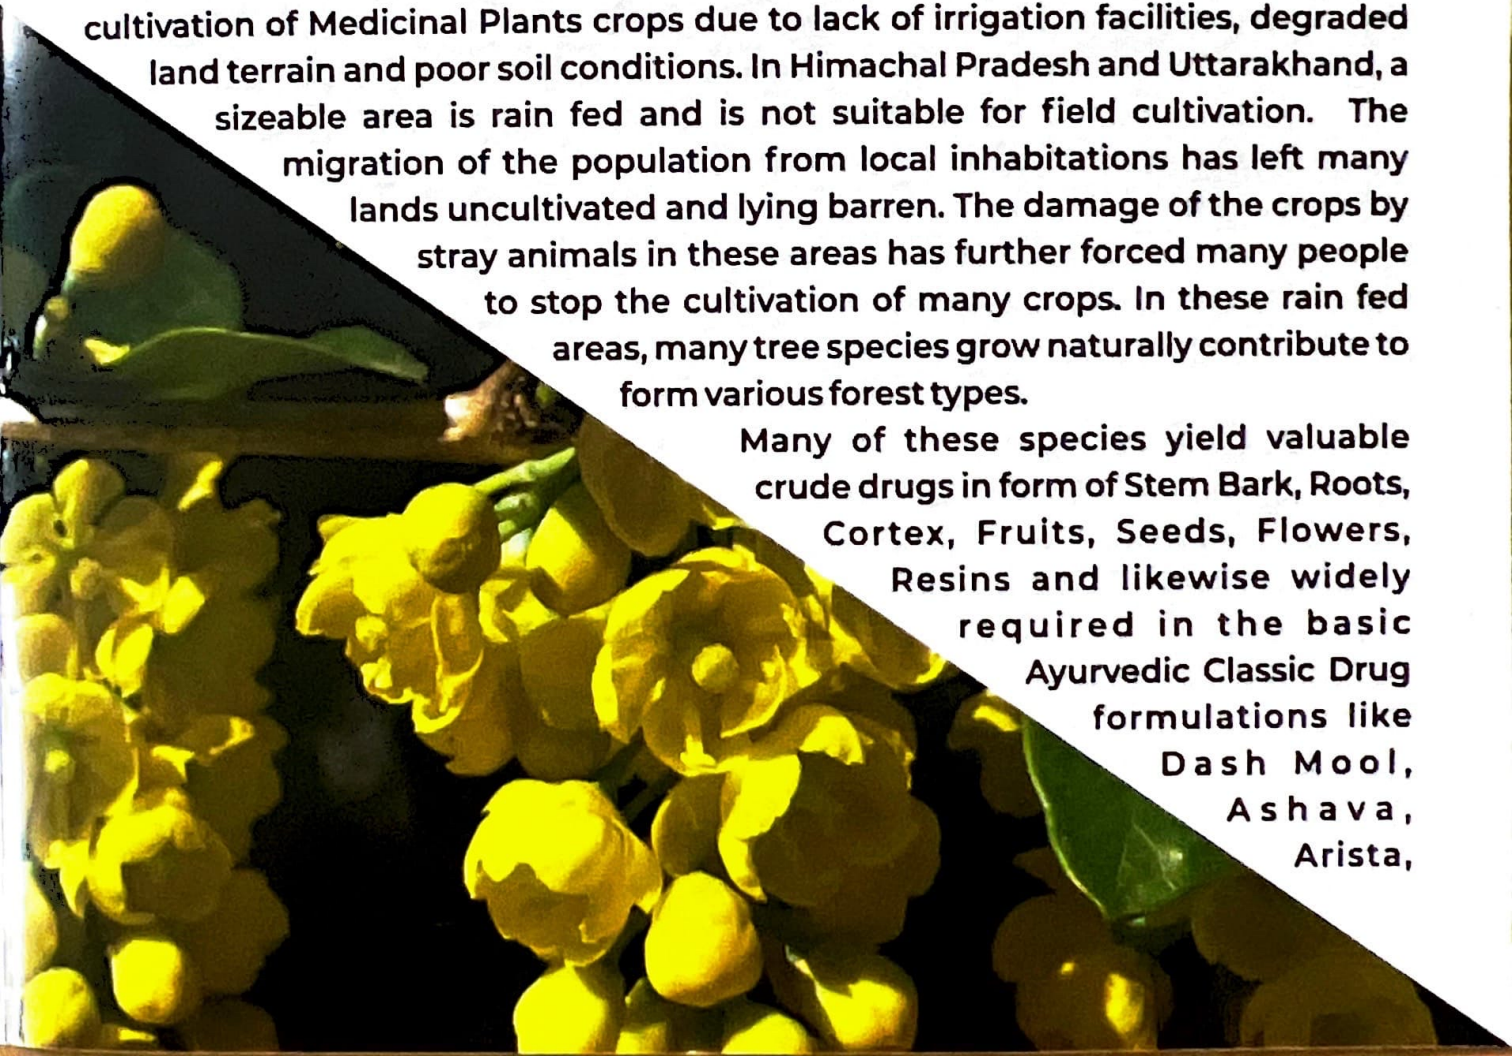 cultivation of Medicinal Plants crops due to lack of irrigation facilities, degraded
land terrain and poor soil conditions. In Himachal Pradesh and Uttarakhand, a
sizeable area is rain fed and is not suitable for field cultivation. The
migration of the population from local inhabitations has left many
lands uncultivated and lying barren. The damage of the crops by
stray animals in these areas has further forced many people
to stop the cultivation of many crops. In these rain fed
areas, many tree species grow naturally contribute to
form various forest types.
Many of these species yield valuable
crude drugs in form of Stem Bark, Roots,
Cortex, Fruits, Seeds, Flowers,
Resins and likewise widely
required in the basic
Ayurvedic Classic Drug
formulations like
Dash Mool,
Ashava,
Arista,